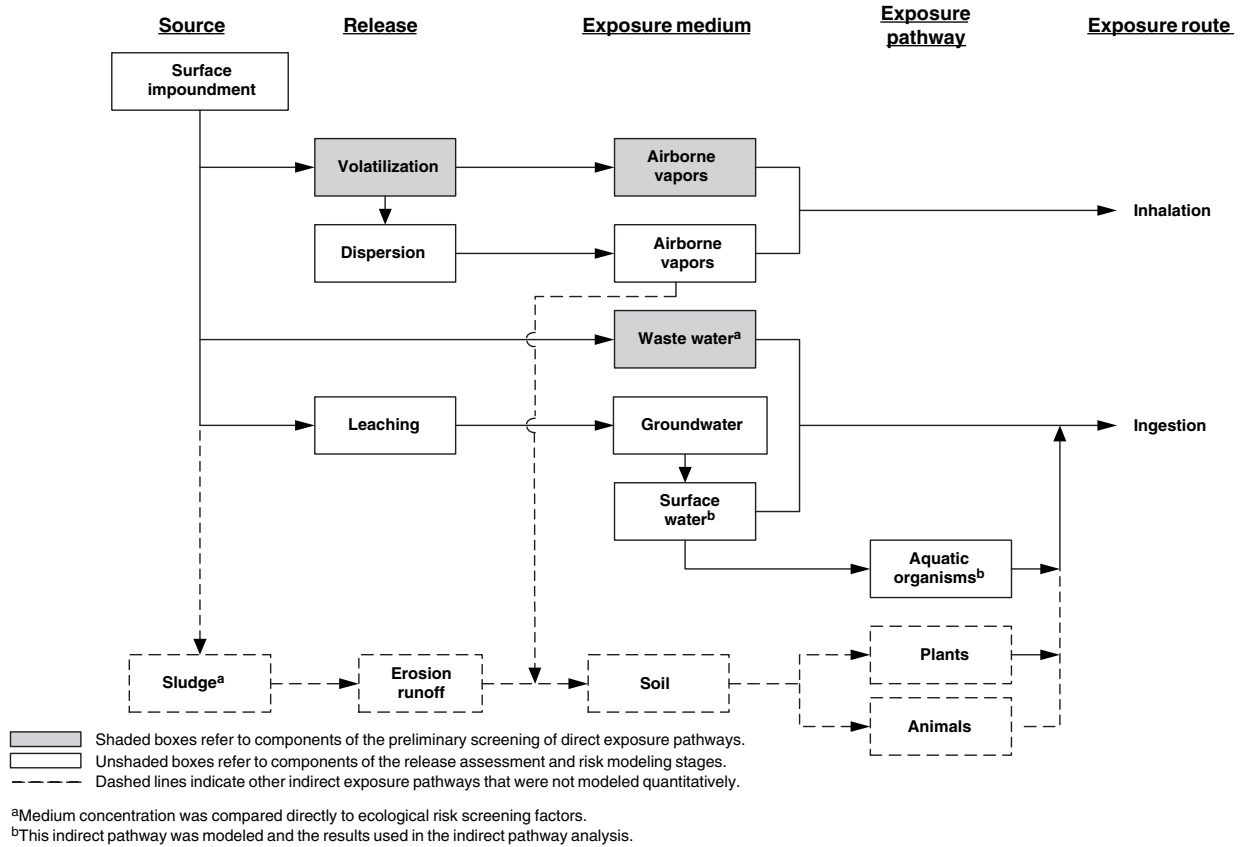 Source
Release
Exposure medium
Exposure
pathway
Exposure route
Surface
impoundment
Volatilization
Airborne
vapors
Inhalation
Dispersion
Airborne
vapors
Waste waterᵃ
Leaching
Groundwater
Ingestion
Surface
waterᵇ
Aquatic
organismsᵇ
Sludgeᵃ
Erosion
runoff
Soil
Plants
Animals
Shaded boxes refer to components of the preliminary screening of direct exposure pathways.
Unshaded boxes refer to components of the release assessment and risk modeling stages.
Dashed lines indicate other indirect exposure pathways that were not modeled quantitatively.
ᵃMedium concentration was compared directly to ecological risk screening factors.
ᵇThis indirect pathway was modeled and the results used in the indirect pathway analysis.